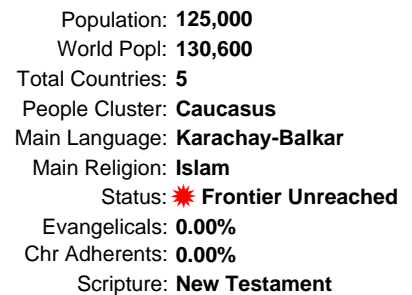 Population: 125,000
World Popl: 130,600
Total Countries: 5
People Cluster: Caucasus
Main Language: Karachay-Balkar
Main Religion: Islam
Status: Frontier Unreached
Evangelicals: 0.00%
Chr Adherents: 0.00%
Scripture: New Testament